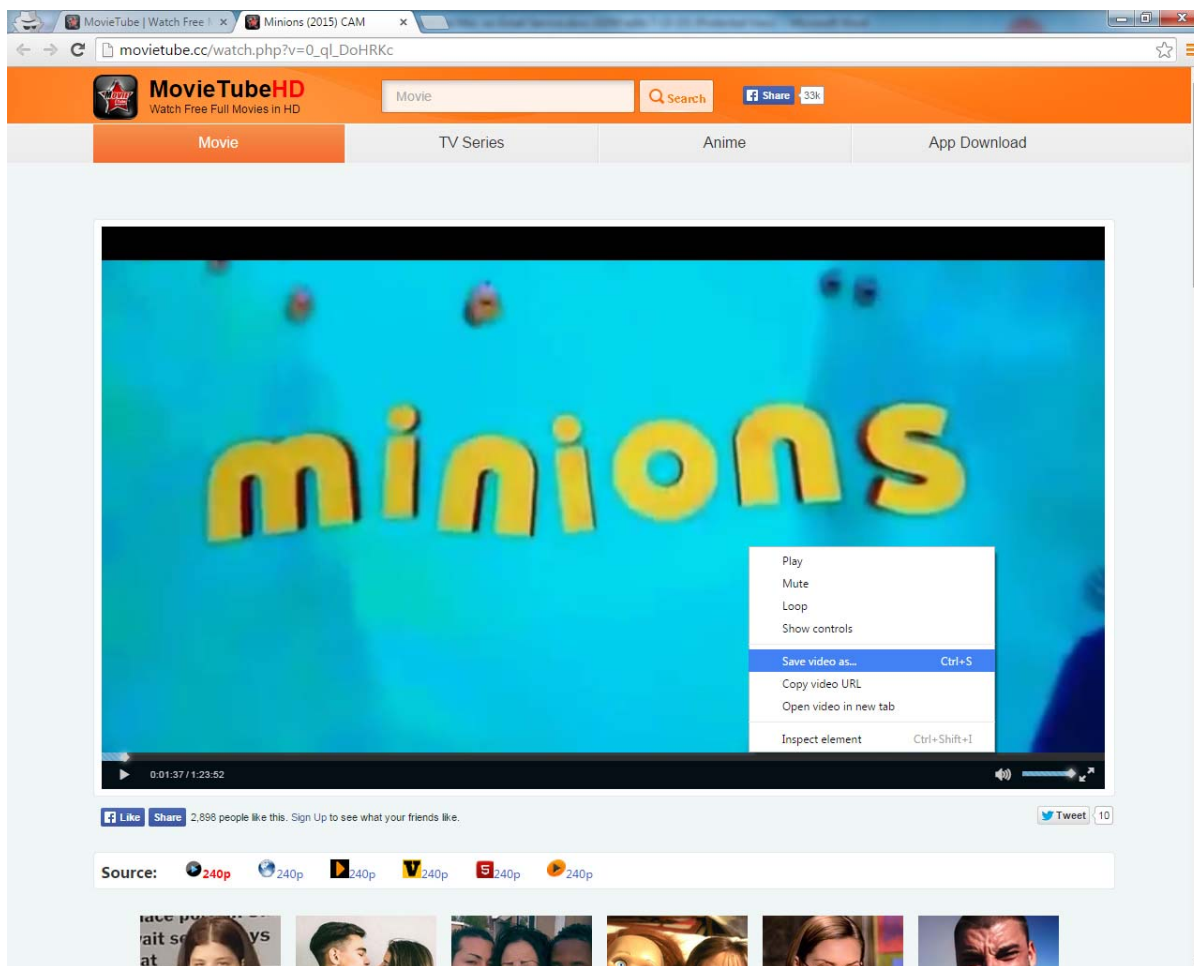 MovieTube | Watch Free
Minions (2015) CAM
movietube.cc/watch.php?v=0_ql_DoHRKc
MovieTubeHD
Watch Free Full Movies in HD
Movie
Search
Share 33k
Movie TV Series Anime App Download
minions
Play
Mute
Loop
Show controls
Save video as... Ctrl+S
Copy video URL
Open video in new tab
Inspect element Ctrl+Shift+I
0:01:37 / 1:23:52
Like Share 2,898 people like this. Sign Up to see what your friends like.
Tweet 10
Source: 240p 240p 240p V 240p 5 240p 240p
at